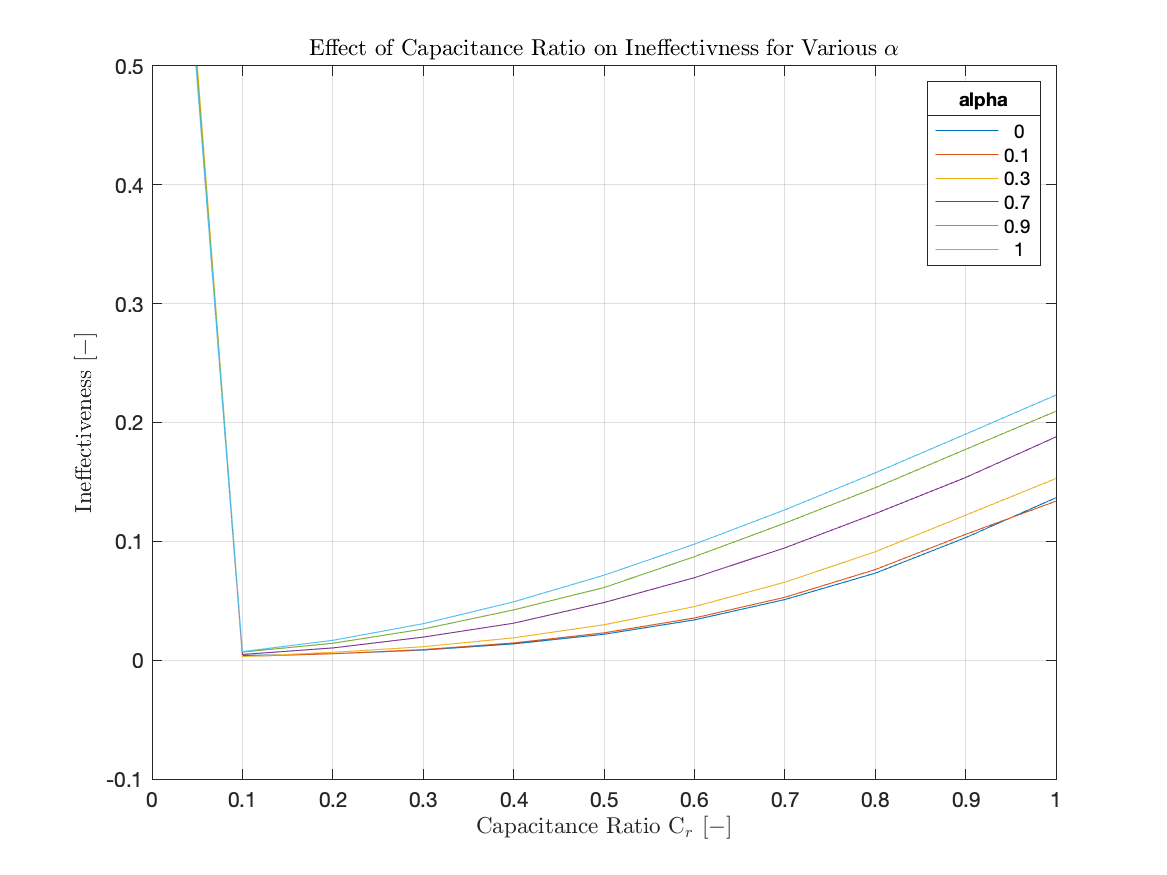 Effect of Capacitance Ratio on Ineffectivness for Various α
0.5
0.4
0.3
0.2
0.1
0
-0.1
Ineffectiveness [−]
alpha
0
0.1
0.3
0.7
0.9
1
0 0.1 0.2 0.3 0.4 0.5 0.6 0.7 0.8 0.9 1
Capacitance Ratio Cᵣ [−]